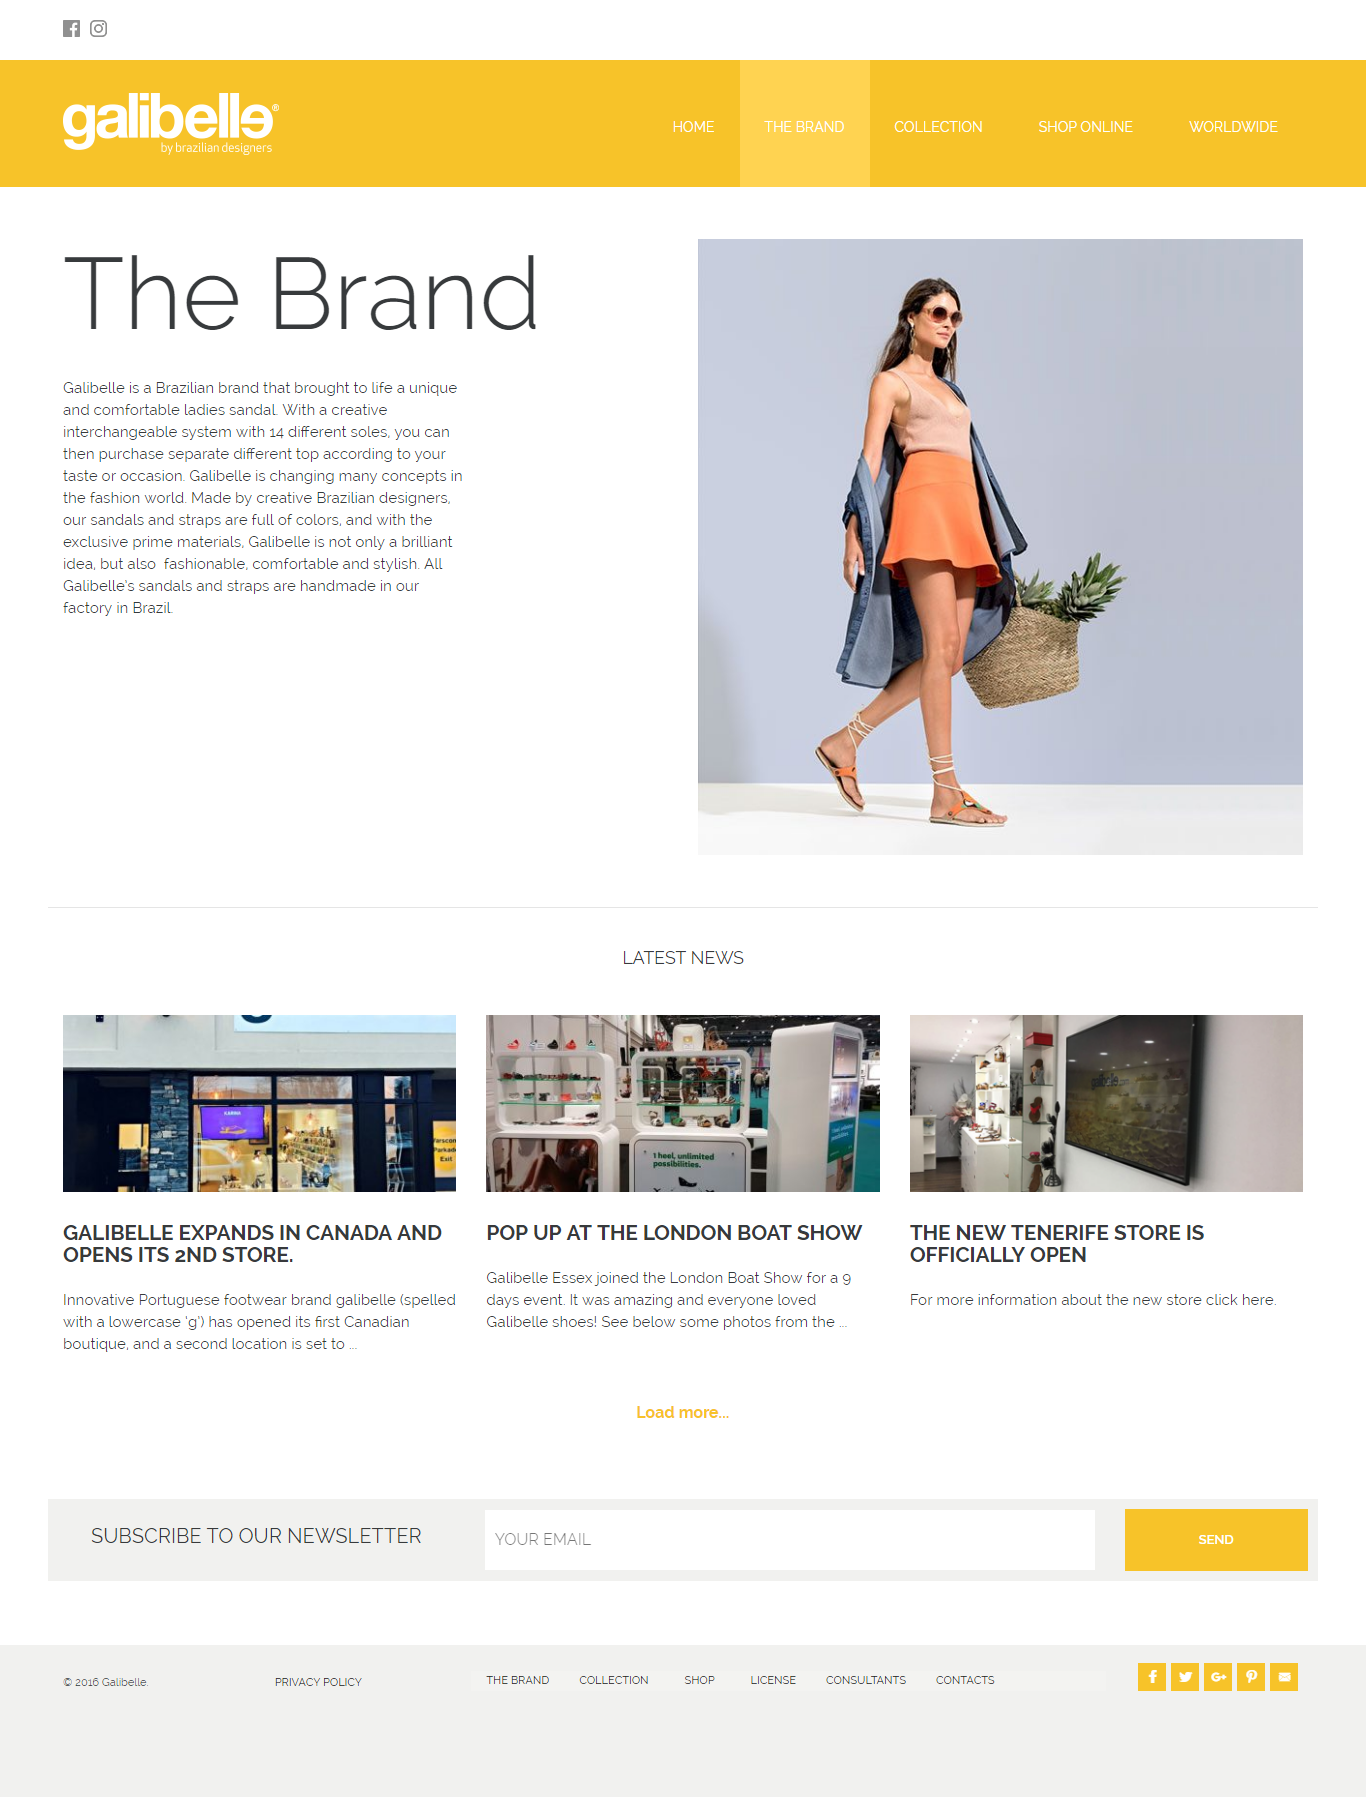 galibelle®
by brazilian designers
HOME
THE BRAND
COLLECTION
SHOP ONLINE
WORLDWIDE
The Brand
Galibelle is a Brazilian brand that brought to life a unique
and comfortable ladies sandal. With a creative
interchangeable system with 14 different soles, you can
then purchase separate different top according to your
taste or occasion. Galibelle is changing many concepts in
the fashion world. Made by creative Brazilian designers,
our sandals and straps are full of colors, and with the
exclusive prime materials, Galibelle is not only a brilliant
idea, but also  fashionable, comfortable and stylish. All
Galibelle's sandals and straps are handmade in our
factory in Brazil.
LATEST NEWS
KARMA
Parkade
Exit
1 heel, unlimited
possibilities.
galibelle
GALIBELLE EXPANDS IN CANADA AND
OPENS ITS 2ND STORE.
Innovative Portuguese footwear brand galibelle (spelled
with a lowercase 'g') has opened its first Canadian
boutique, and a second location is set to ...
POP UP AT THE LONDON BOAT SHOW
Galibelle Essex joined the London Boat Show for a 9
days event. It was amazing and everyone loved
Galibelle shoes! See below some photos from the ...
THE NEW TENERIFE STORE IS
OFFICIALLY OPEN
For more information about the new store click here.
Load more...
SUBSCRIBE TO OUR NEWSLETTER
YOUR EMAIL
SEND
© 2016 Galibelle.
PRIVACY POLICY
THE BRAND
COLLECTION
SHOP
LICENSE
CONSULTANTS
CONTACTS